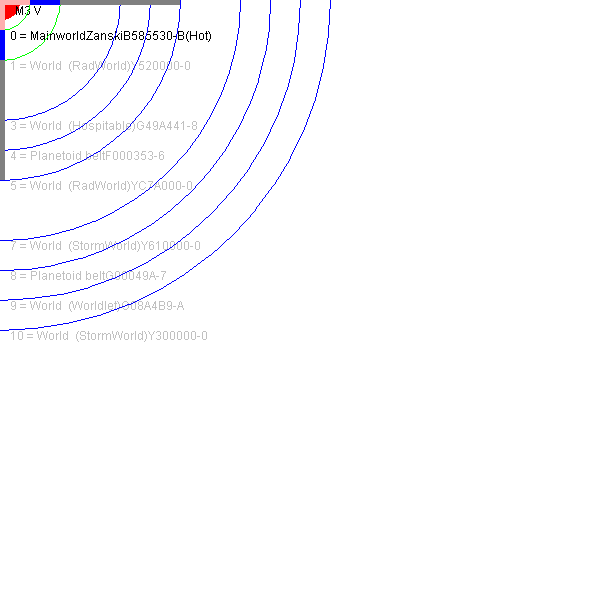 M3 V
0 = MainworldZanskiB585530-B(Hot)
1 = World (RadWorld)Y520000-0
3 = World (Hospitable)G49A441-8
4 = Planetoid beltF000353-6
5 = World (RadWorld)YC7A000-0
7 = World (StormWorld)Y610000-0
8 = Planetoid beltG00049A-7
9 = World (Worldlet)G08A4B9-A
10 = World (StormWorld)Y300000-0